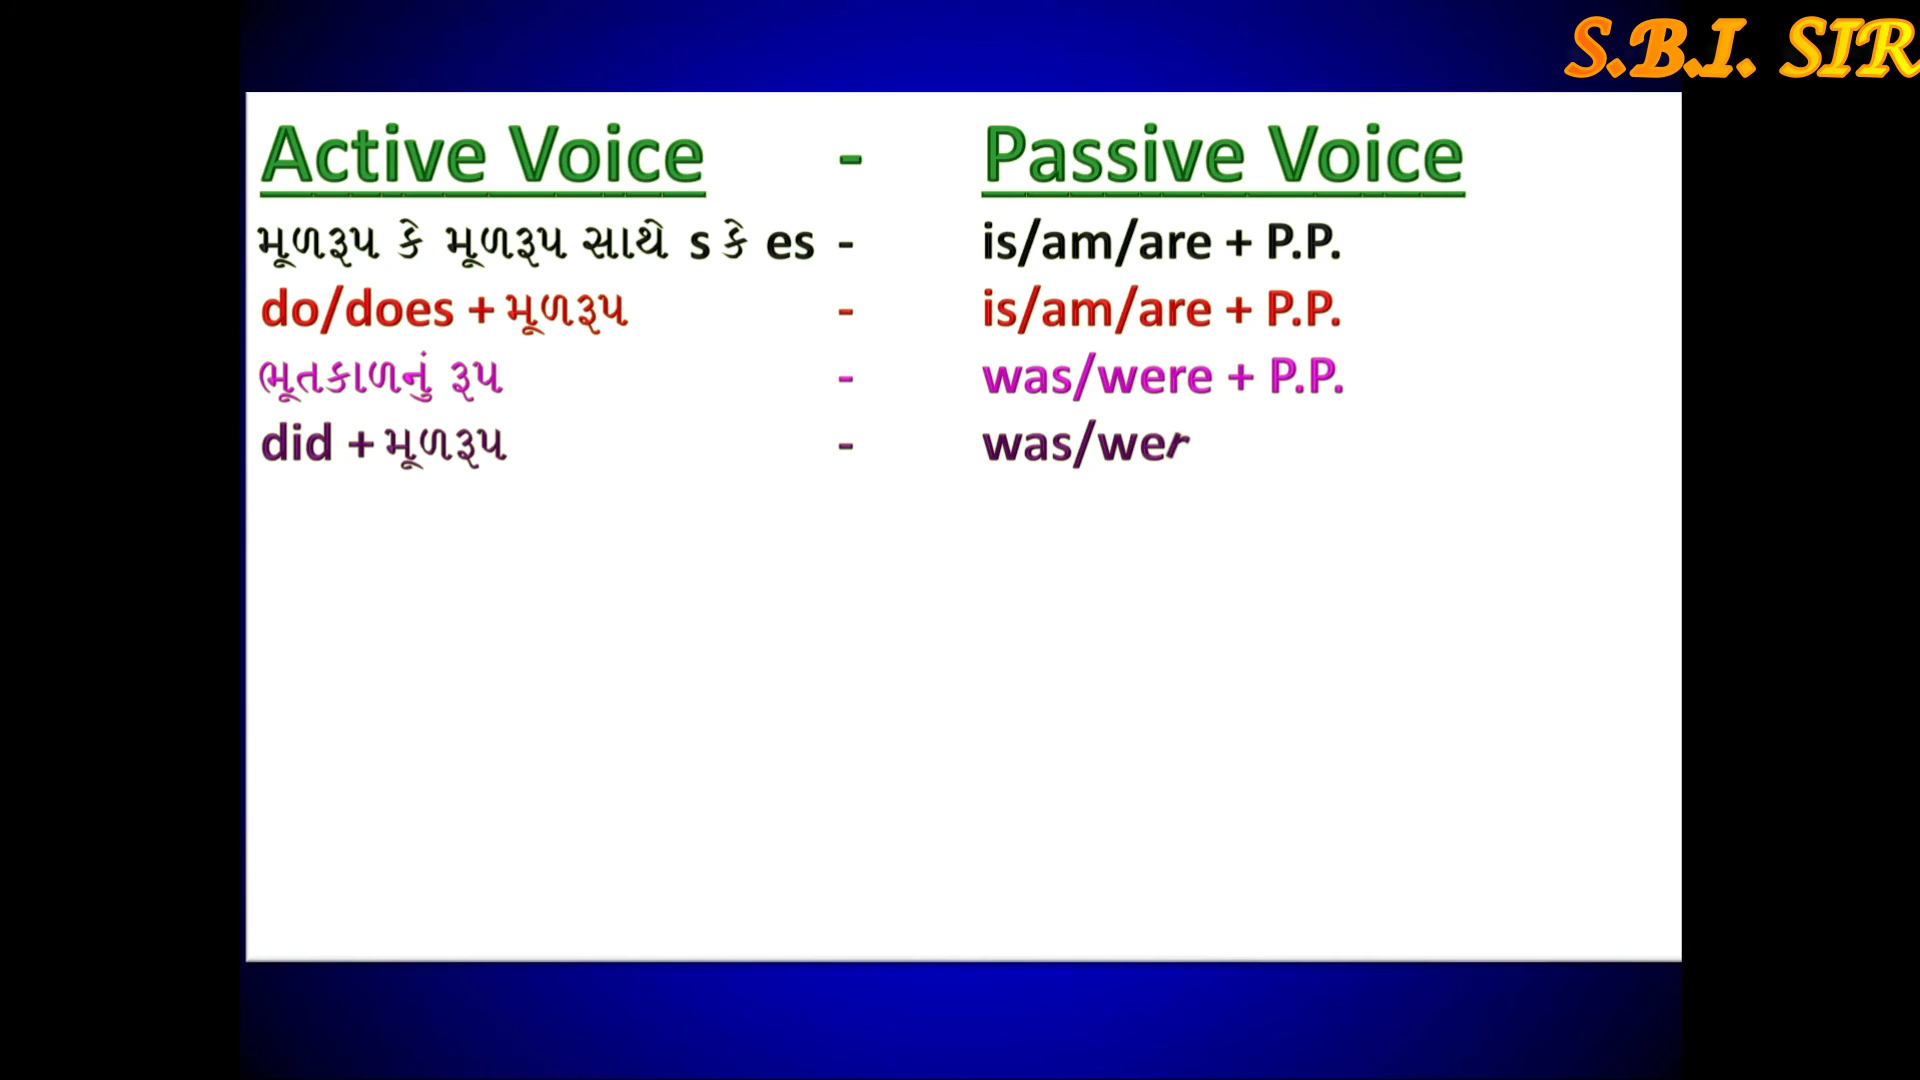 S.B.I. SIR
Active Voice - Passive Voice
મૂળરૂપ કે મૂળરૂપ સાથે s કે es - is/am/are + P.P.
do/does + મૂળરૂપ - is/am/are + P.P.
ભૂતકાળનું રૂપ - was/were + P.P.
did + મૂળરૂપ - was/wer